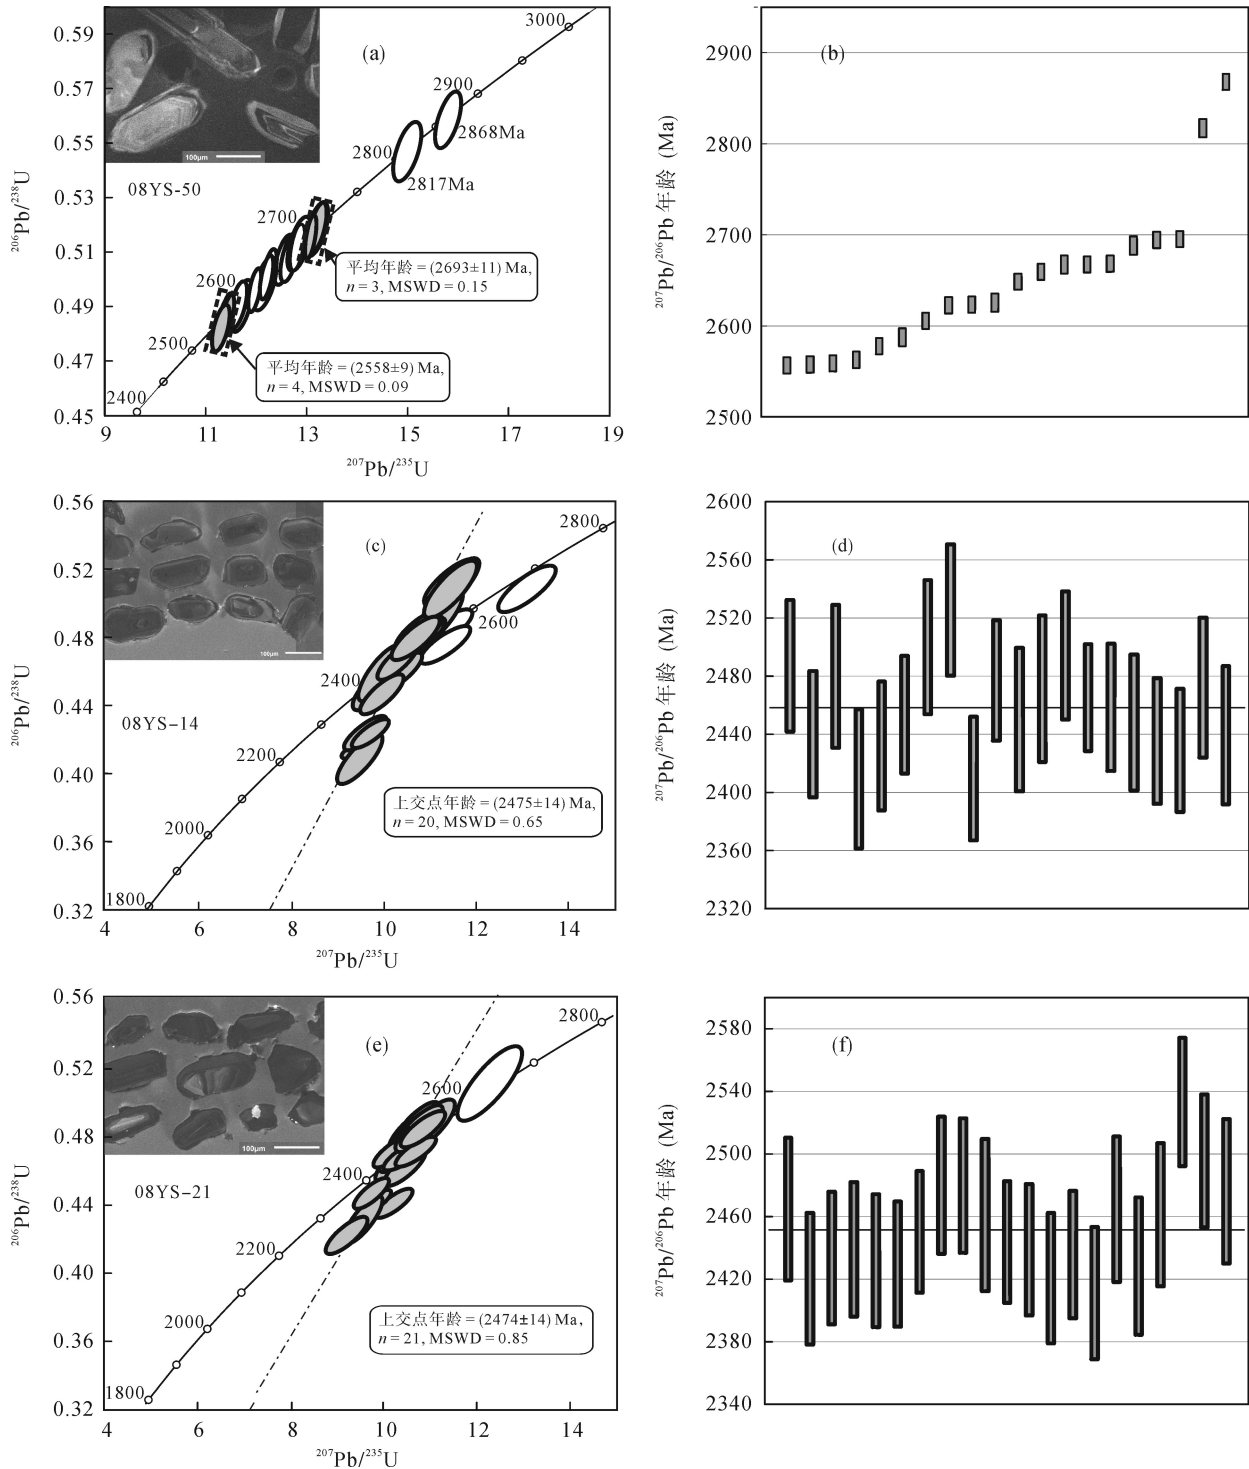 (a)
0.59
0.57
0.55
0.53
0.51
0.49
0.47
0.45
²⁰⁶Pb/²³⁸U
100μm
08YS-50
3000
2900
2868Ma
2800
2817Ma
2700
2600
2500
2400
平均年龄=(2693±11) Ma,
n=3, MSWD=0.15
平均年龄=(2558±9) Ma,
n=4, MSWD=0.09
9
11
13
15
17
19
²⁰⁷Pb/²³⁵U
(b)
2900
2800
2700
2600
2500
²⁰⁷Pb/²⁰⁶Pb 年龄 (Ma)
(c)
0.56
0.52
0.48
0.44
0.40
0.36
0.32
²⁰⁶Pb/²³⁸U
100μm
08YS-14
2800
2600
2400
2200
2000
1800
上交点年龄=(2475±14) Ma,
n=20, MSWD=0.65
4
6
8
10
12
14
²⁰⁷Pb/²³⁵U
(d)
2600
2560
2520
2480
2440
2400
2360
2320
²⁰⁷Pb/²⁰⁶Pb 年龄 (Ma)
(e)
0.56
0.52
0.48
0.44
0.40
0.36
0.32
²⁰⁶Pb/²³⁸U
100μm
08YS-21
2800
2600
2400
2200
2000
1800
上交点年龄=(2474±14) Ma,
n=21, MSWD=0.85
4
6
8
10
12
14
²⁰⁷Pb/²³⁵U
(f)
2580
2540
2500
2460
2420
2380
2340
²⁰⁷Pb/²⁰⁶Pb 年龄 (Ma)